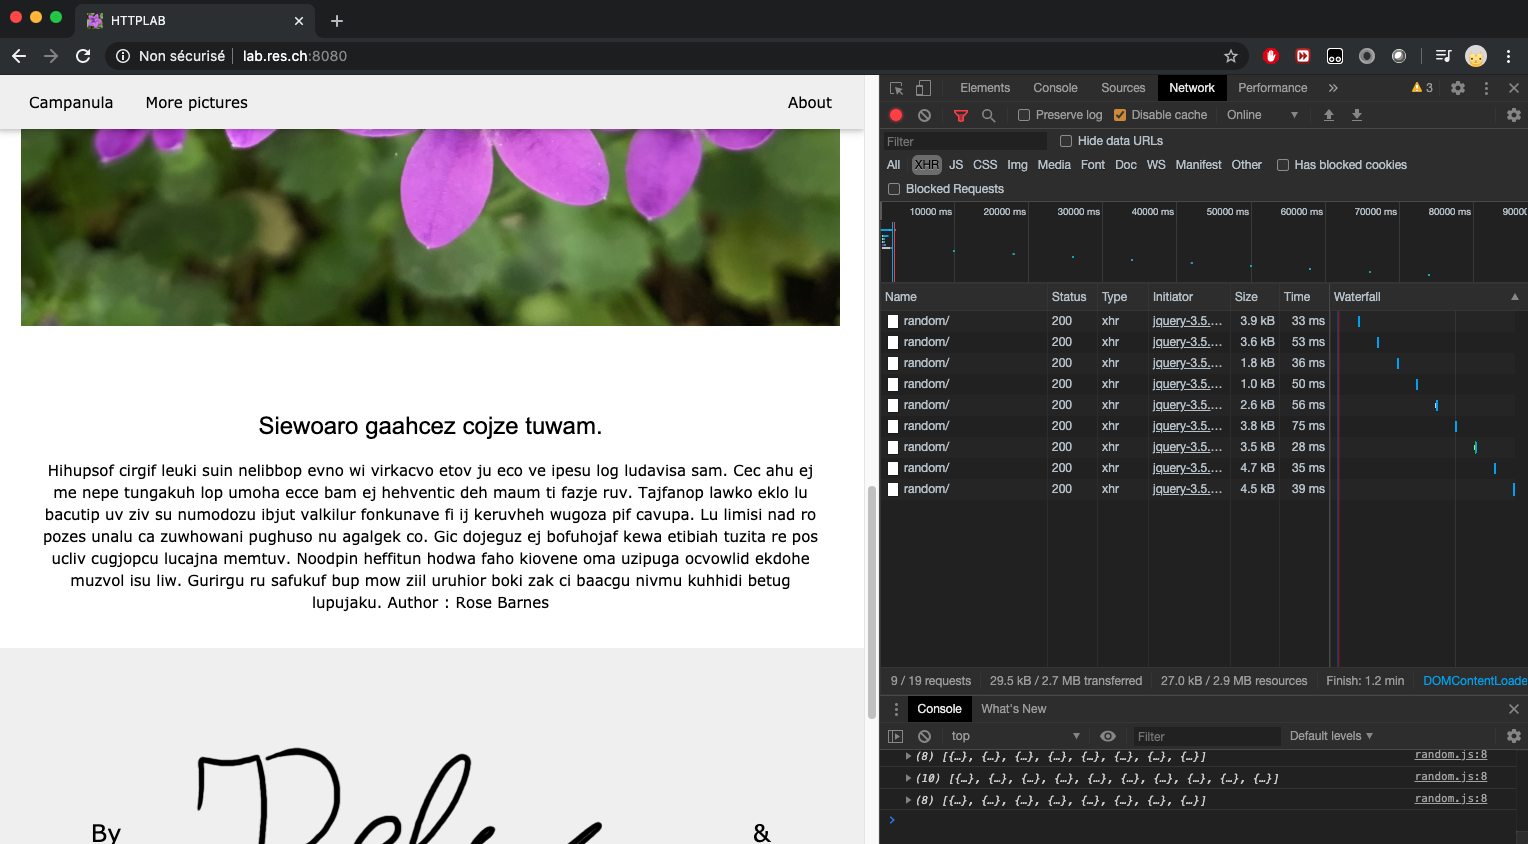 HTTPLAB
Non sécurisé lab.res.ch:8080
Campanula More pictures About
Siewoaro gaahcez cojze tuwam.
Hihupsof cirgif leuki suin nelibbop evno wi virkacvo etov ju eco ve ipesu log ludavisa sam. Cec ahu ej
me nepe tungakuh lop umoha ecce bam ej hehventic deh maum ti fazje ruv. Tajfanop lawko eklo lu
bacutip uv ziv su numodozu ibjut valkilur fonkunave fi ij keruvheh wugoza pif cavupa. Lu limisi nad ro
pozes unalu ca zuwhowani pughuso nu agalgek co. Gic dojeguz ej bofuhojaf kewa etibiah tuzita re pos
ucliv cugjopcu lucajna memtuv. Noodpin heffitun hodwa faho kiovene oma uzipuga ocvowlid ekdohe
muzvol isu liw. Gurirgu ru safukuf bup mow ziil uruhior boki zak ci baacgu nivmu kuhhidi betug
lupujaku. Author : Rose Barnes
By &
Elements Console Sources Network Performance » 3
Preserve log Disable cache Online
Filter Hide data URLs
All XHR JS CSS Img Media Font Doc WS Manifest Other Has blocked cookies
Blocked Requests
10000 ms 20000 ms 30000 ms 40000 ms 50000 ms 60000 ms 70000 ms 80000 ms 90000
Name Status Type Initiator Size Time Waterfall
random/ 200 xhr jquery-3.5.… 3.9 kB 33 ms
random/ 200 xhr jquery-3.5.… 3.6 kB 53 ms
random/ 200 xhr jquery-3.5.… 1.8 kB 36 ms
random/ 200 xhr jquery-3.5.… 1.0 kB 50 ms
random/ 200 xhr jquery-3.5.… 2.6 kB 56 ms
random/ 200 xhr jquery-3.5.… 3.8 kB 75 ms
random/ 200 xhr jquery-3.5.… 3.5 kB 28 ms
random/ 200 xhr jquery-3.5.… 4.7 kB 35 ms
random/ 200 xhr jquery-3.5.… 4.5 kB 39 ms
9 / 19 requests 29.5 kB / 2.7 MB transferred 27.0 kB / 2.9 MB resources Finish: 1.2 min DOMContentLoade
Console What's New
top Filter Default levels
(8) [{…}, {…}, {…}, {…}, {…}, {…}, {…}, {…}] random.js:8
(10) [{…}, {…}, {…}, {…}, {…}, {…}, {…}, {…}, {…}, {…}] random.js:8
(8) [{…}, {…}, {…}, {…}, {…}, {…}, {…}, {…}] random.js:8